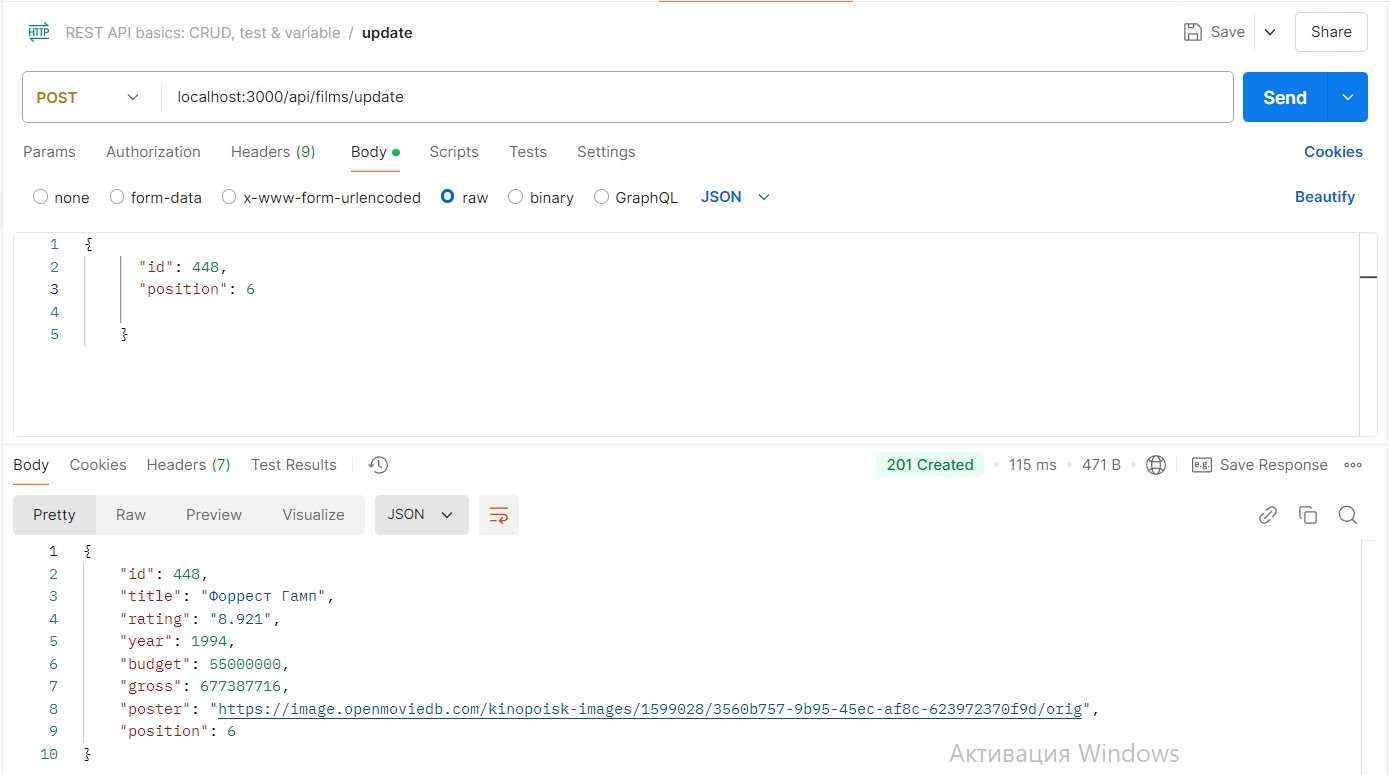 HTTP REST API basics: CRUD, test & variable / update Save Share
POST localhost:3000/api/films/update Send
Params Authorization Headers (9) Body Scripts Tests Settings Cookies
none form-data x-www-form-urlencoded raw binary GraphQL JSON Beautify
1 {
2 "id": 448,
3 "position": 6
4
5 }
Body Cookies Headers (7) Test Results 201 Created 115 ms 471 B e.g. Save Response
Pretty Raw Preview Visualize JSON
1 {
2 "id": 448,
3 "title": "Форрест Гамп",
4 "rating": "8.921",
5 "year": 1994,
6 "budget": 55000000,
7 "gross": 677387716,
8 "poster": "https://image.openmoviedb.com/kinopoisk-images/1599028/3560b757-9b95-45ec-af8c-623972370f9d/orig",
9 "position": 6
10 }
Активация Windows